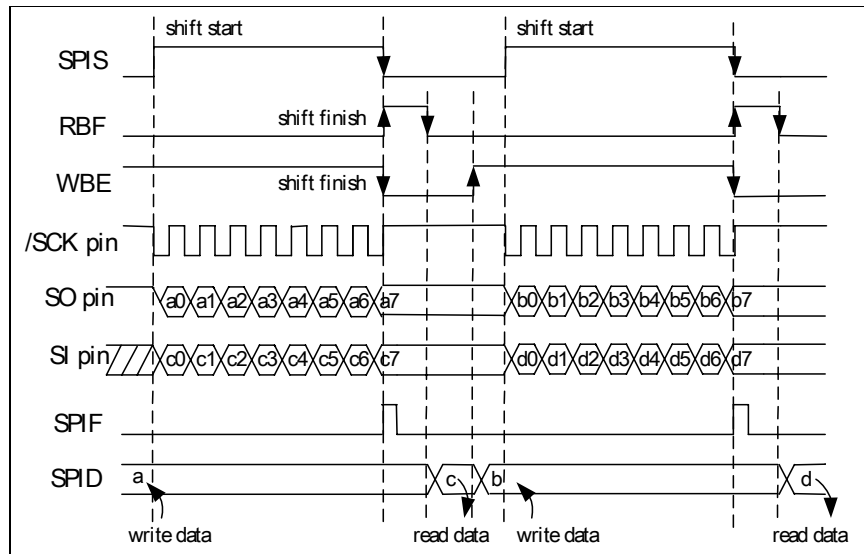 shift start shift start
SPIS
RBF shift finish
WBE shift finish
/SCK pin
SO pin a0 a1 a2 a3 a4 a5 a6 a7 b0 b1 b2 b3 b4 b5 b6 b7
SI pin c0 c1 c2 c3 c4 c5 c6 c7 d0 d1 d2 d3 d4 d5 d6 d7
SPIF
SPID a c b d
write data read data write data read data